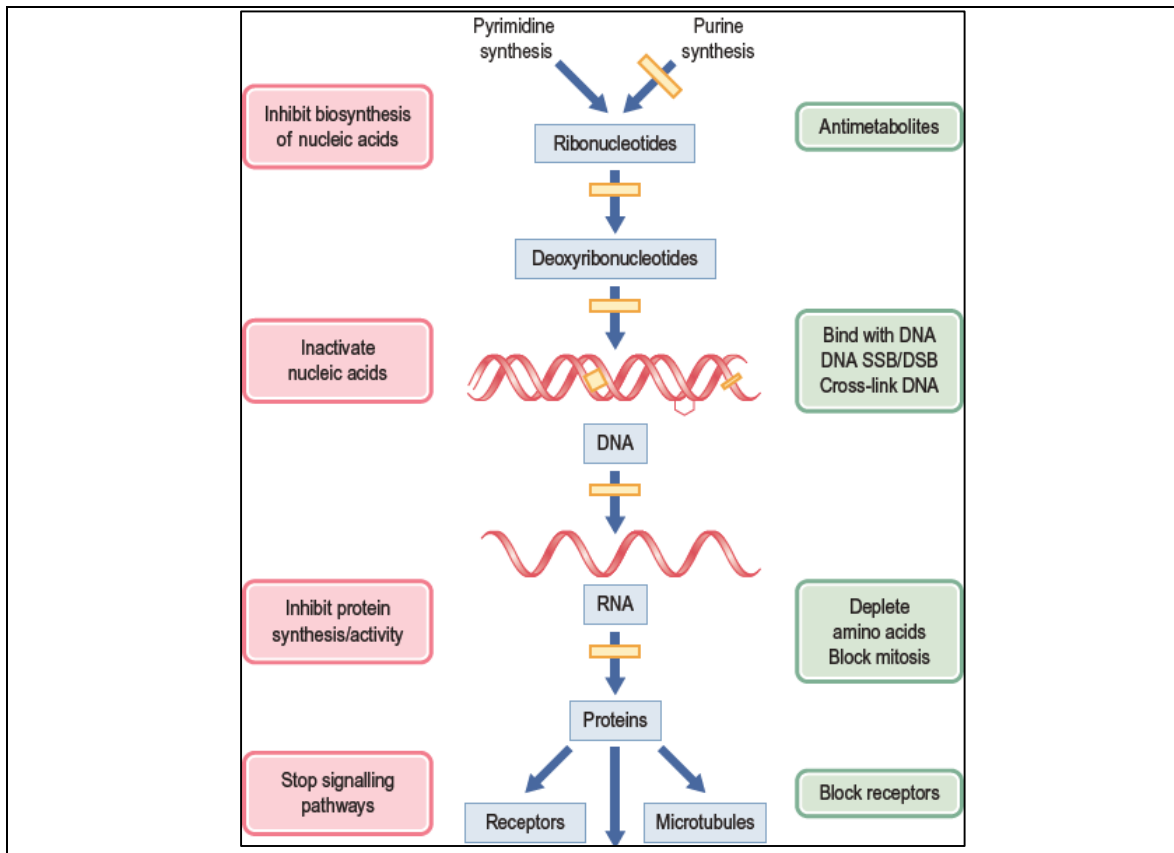 Pyrimidine
synthesis
Purine
synthesis
Inhibit biosynthesis
of nucleic acids
Ribonucleotides
Antimetabolites
Deoxyribonucleotides
Inactivate
nucleic acids
Bind with DNA
DNA SSB/DSB
Cross-link DNA
DNA
Inhibit protein
synthesis/activity
RNA
Deplete
amino acids
Block mitosis
Proteins
Stop signalling
pathways
Receptors
Microtubules
Block receptors